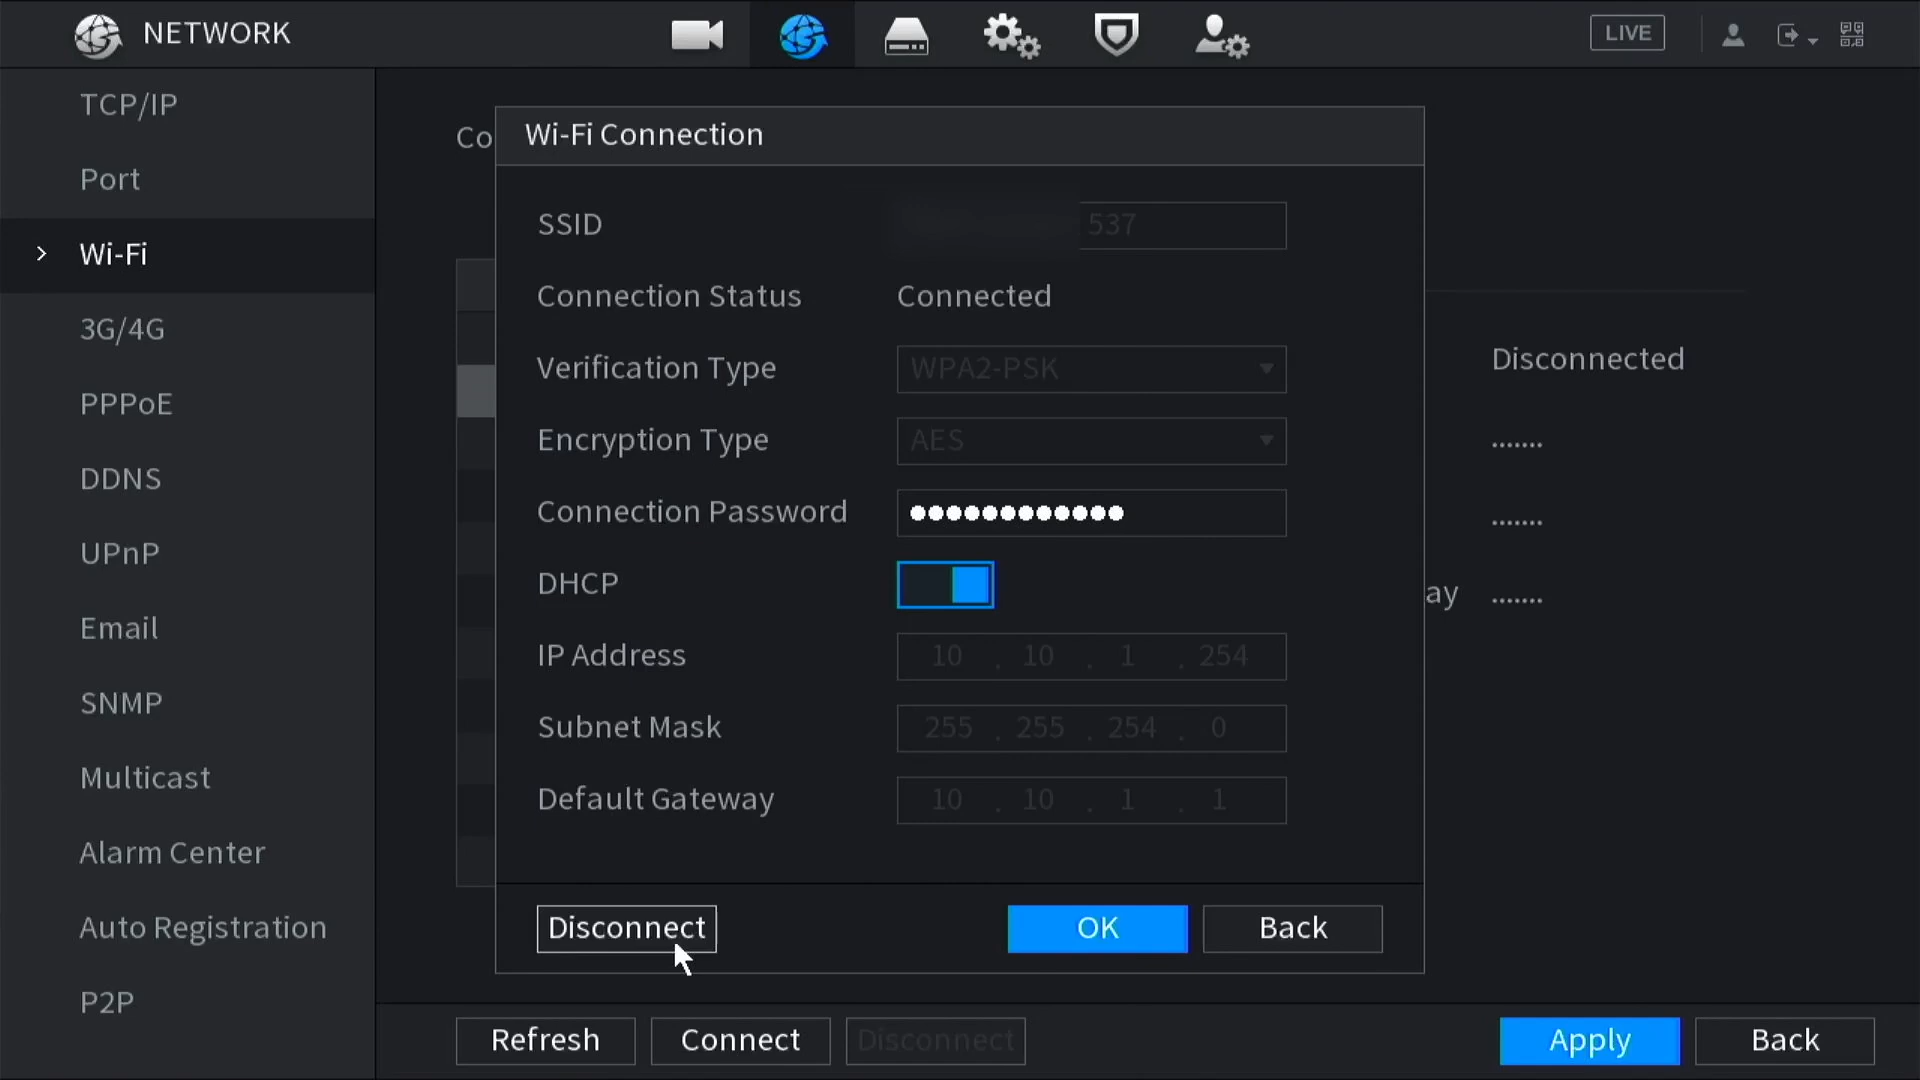 NETWORK
LIVE
TCP/IP
Port
Wi-Fi
3G/4G
PPPoE
DDNS
UPnP
Email
SNMP
Multicast
Alarm Center
Auto Registration
P2P
Co
Wi-Fi Connection
SSID 537
Connection Status Connected
Verification Type WPA2-PSK
Encryption Type AES
Connection Password ●●●●●●●●●●●●
DHCP
IP Address 10 . 10 . 1 . 254
Subnet Mask 255 . 255 . 254 . 0
Default Gateway 10 . 10 . 1 . 1
Disconnect OK Back
Disconnected
.......
.......
ay .......
Refresh Connect Disconnect Apply Back